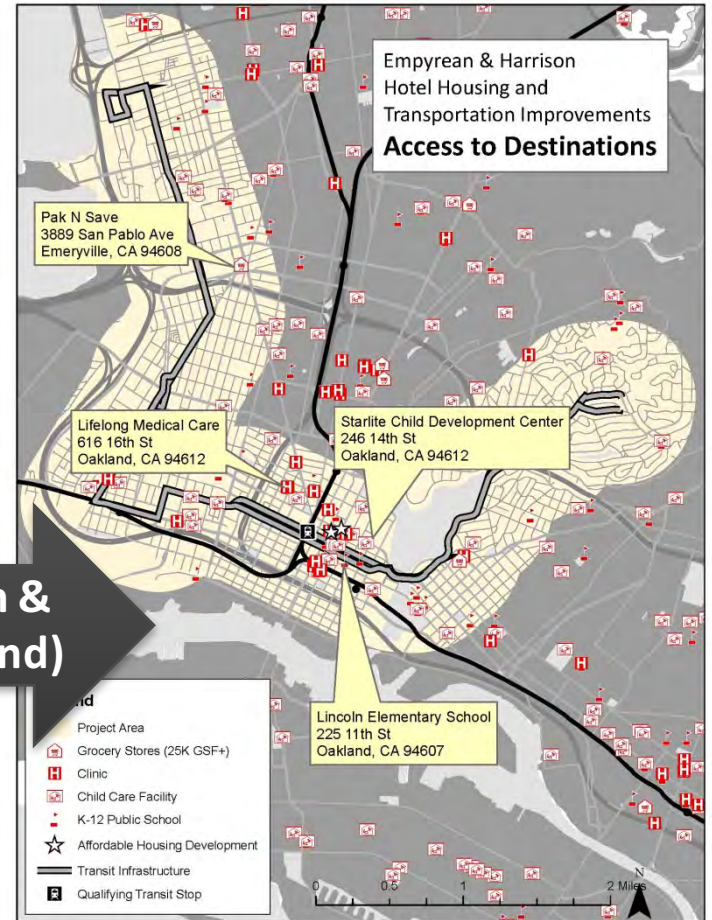 Empyrean & Harrison
Hotel Housing and
Transportation Improvements
Access to Destinations
Pak N Save
3889 San Pablo Ave
Emeryville, CA 94608
Lifelong Medical Care
616 16th St
Oakland, CA 94612
Starlite Child Development Center
246 14th St
Oakland, CA 94612
n &
nd)
Lincoln Elementary School
225 11th St
Oakland, CA 94607
nd
Project Area
Grocery Stores (25K GSF+)
H Clinic
Child Care Facility
K-12 Public School
Affordable Housing Development
Transit Infrastructure
Qualifying Transit Stop
N
0 0.5 1 2 Miles